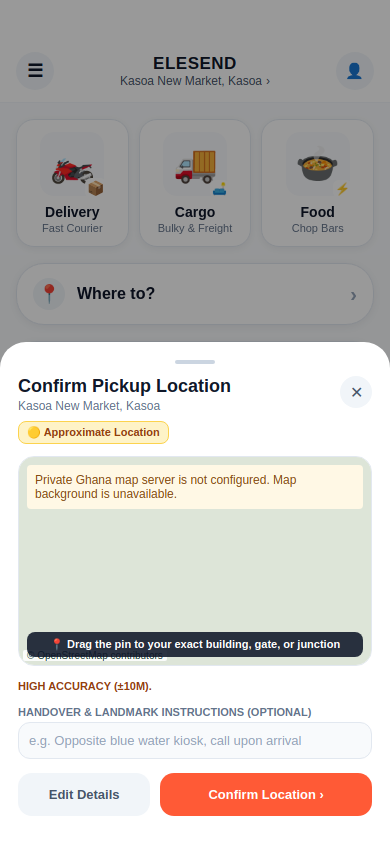 ELESEND
Kasoa New Market, Kasoa ›
Delivery
Fast Courier
Cargo
Bulky & Freight
Food
Chop Bars
Where to?
Confirm Pickup Location
Kasoa New Market, Kasoa
Approximate Location
Private Ghana map server is not configured. Map
background is unavailable.
Drag the pin to your exact building, gate, or junction
© OpenStreetMap contributors
HIGH ACCURACY (±10M).
HANDOVER & LANDMARK INSTRUCTIONS (OPTIONAL)
e.g. Opposite blue water kiosk, call upon arrival
Edit Details
Confirm Location ›